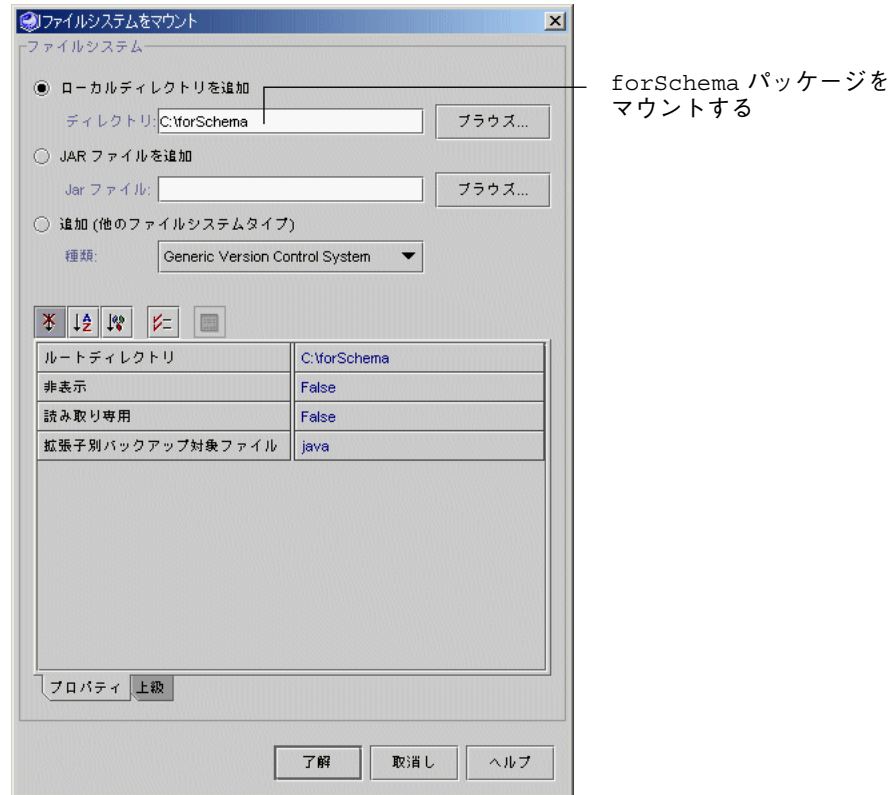 ファイルシステムをマウント
ファイルシステム
ローカルディレクトリを追加
ディレクトリ: C:\forSchema ブラウズ...
forSchema パッケージを
マウントする
JAR ファイルを追加
Jar ファイル: ブラウズ...
追加 (他のファイルシステムタイプ)
種類: Generic Version Control System
ルートディレクトリ C:\forSchema
非表示 False
読み取り専用 False
拡張子別バックアップ対象ファイル java
プロパティ 上級
了解 取消し ヘルプ